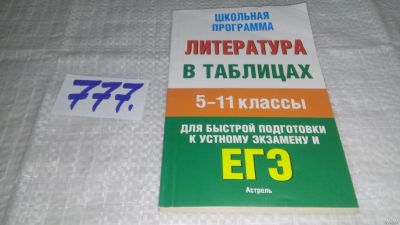 777.
ШКОЛЬНАЯ
ПРОГРАММА
ЛИТЕРАТУРА
В ТАБЛИЦАХ
5–11 КЛАССЫ
ДЛЯ БЫСТРОЙ ПОДГОТОВКИ
К УСТНОМУ ЭКЗАМЕНУ И
ЕГЭ
Астрель